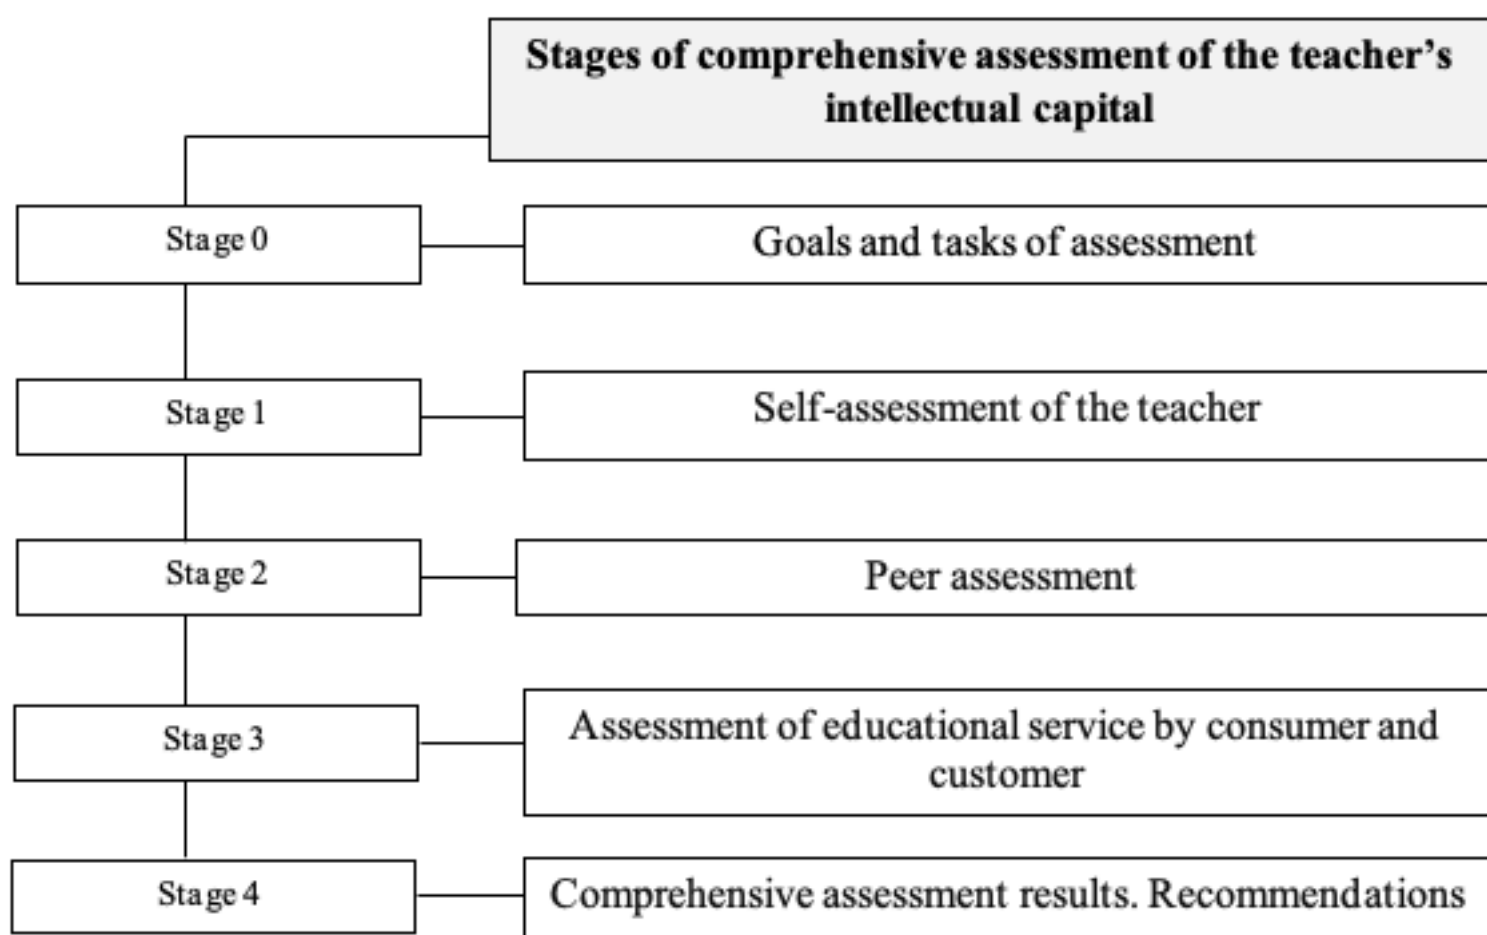 Stages of comprehensive assessment of the teacher’s
intellectual capital
Stage 0
Goals and tasks of assessment
Stage 1
Self-assessment of the teacher
Stage 2
Peer assessment
Stage 3
Assessment of educational service by consumer and
customer
Stage 4
Comprehensive assessment results. Recommendations